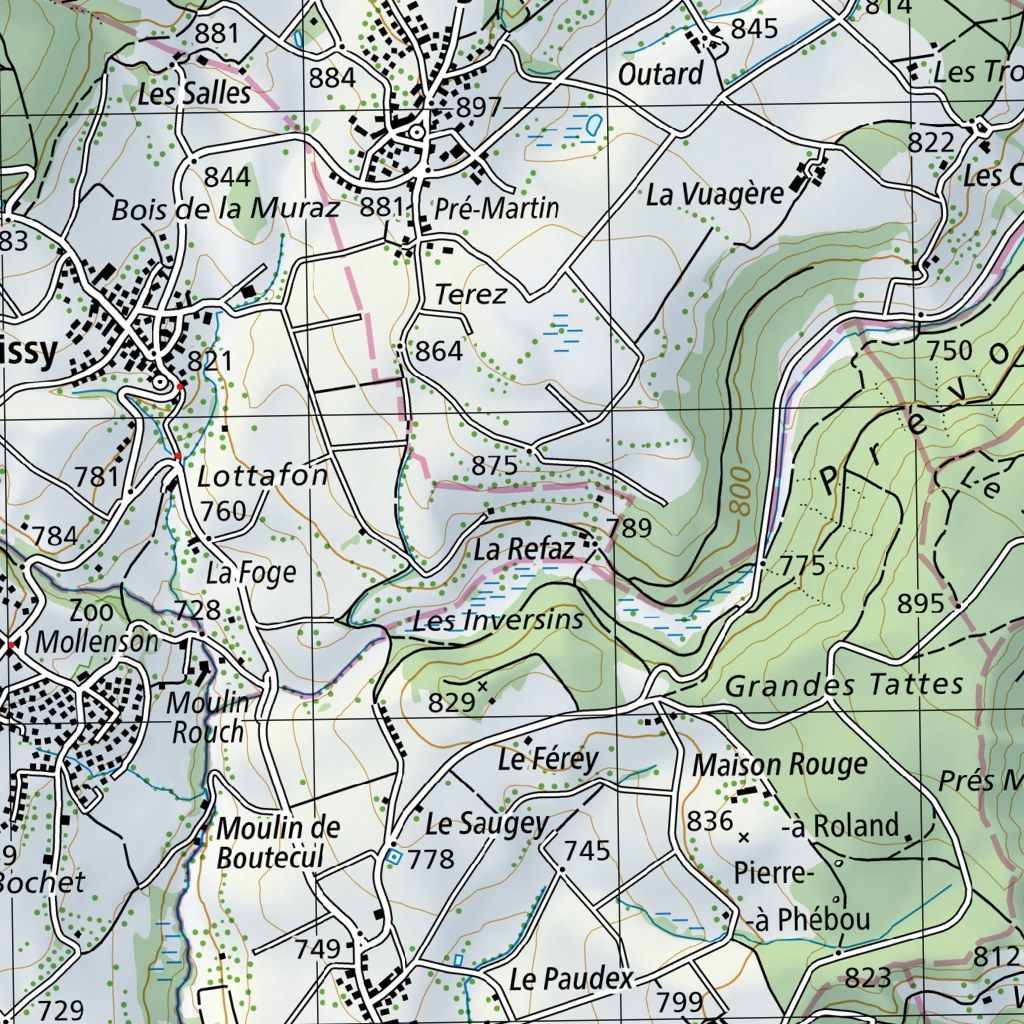 881
884
897
845
814
Outard
Les Tro
Les Salles
822
Les C
844
Bois de la Muraz
881
Pré-Martin
La Vuagère
83
Terez
issy
821
864
750
Prévo
781
Lottafon
760
875
800
Le
784
La Foge
La Refaz
789
775
Zoo
Mollenson
728
Les Inversins
895
Moulin
Rouch
829
Grandes Tattes
Le Férey
Maison Rouge
Prés M
Moulin de
Boutecul
Le Saugey
778
745
836
-à Roland
Pierre-
-à Phébou
9
Bochet
749
Le Paudex
799
823
812
729